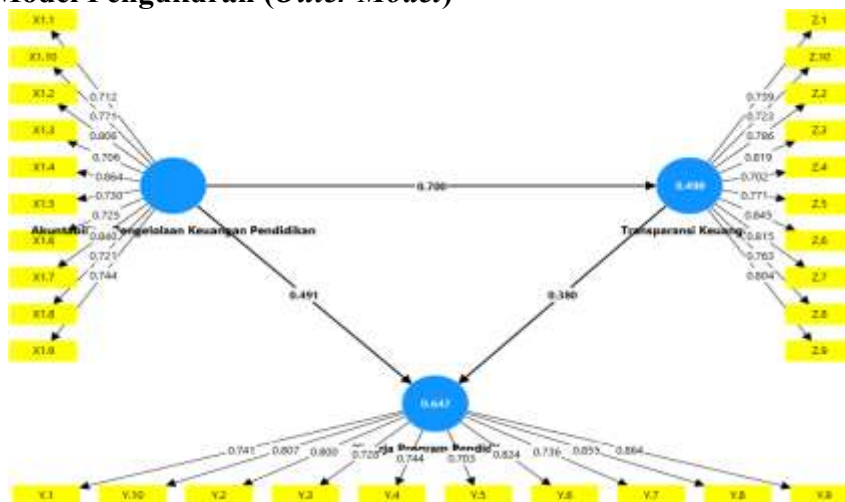 Model Pengukuran (Outer Model)
X1.1
X1.10
X1.2
X1.3
X1.4
X1.5
X1.6
X1.7
X1.8
X1.9
0.712
0.771
0.806
0.706
0.864
0.730
0.725
0.840
0.721
0.744
Pengelolaan Keuangan Pendidikan
0.700
0.491
0.380
0.490
Transparansi
Z.1
Z.10
Z.2
Z.3
Z.4
Z.5
Z.6
Z.7
Z.8
Z.9
0.739
0.723
0.786
0.819
0.702
0.771
0.845
0.815
0.763
0.804
0.647
Program
0.741
0.807
0.800
0.728
0.744
0.703
0.824
0.736
0.855
0.864
Y.1
Y.10
Y.2
Y.3
Y.4
Y.5
Y.6
Y.7
Y.8
Y.9